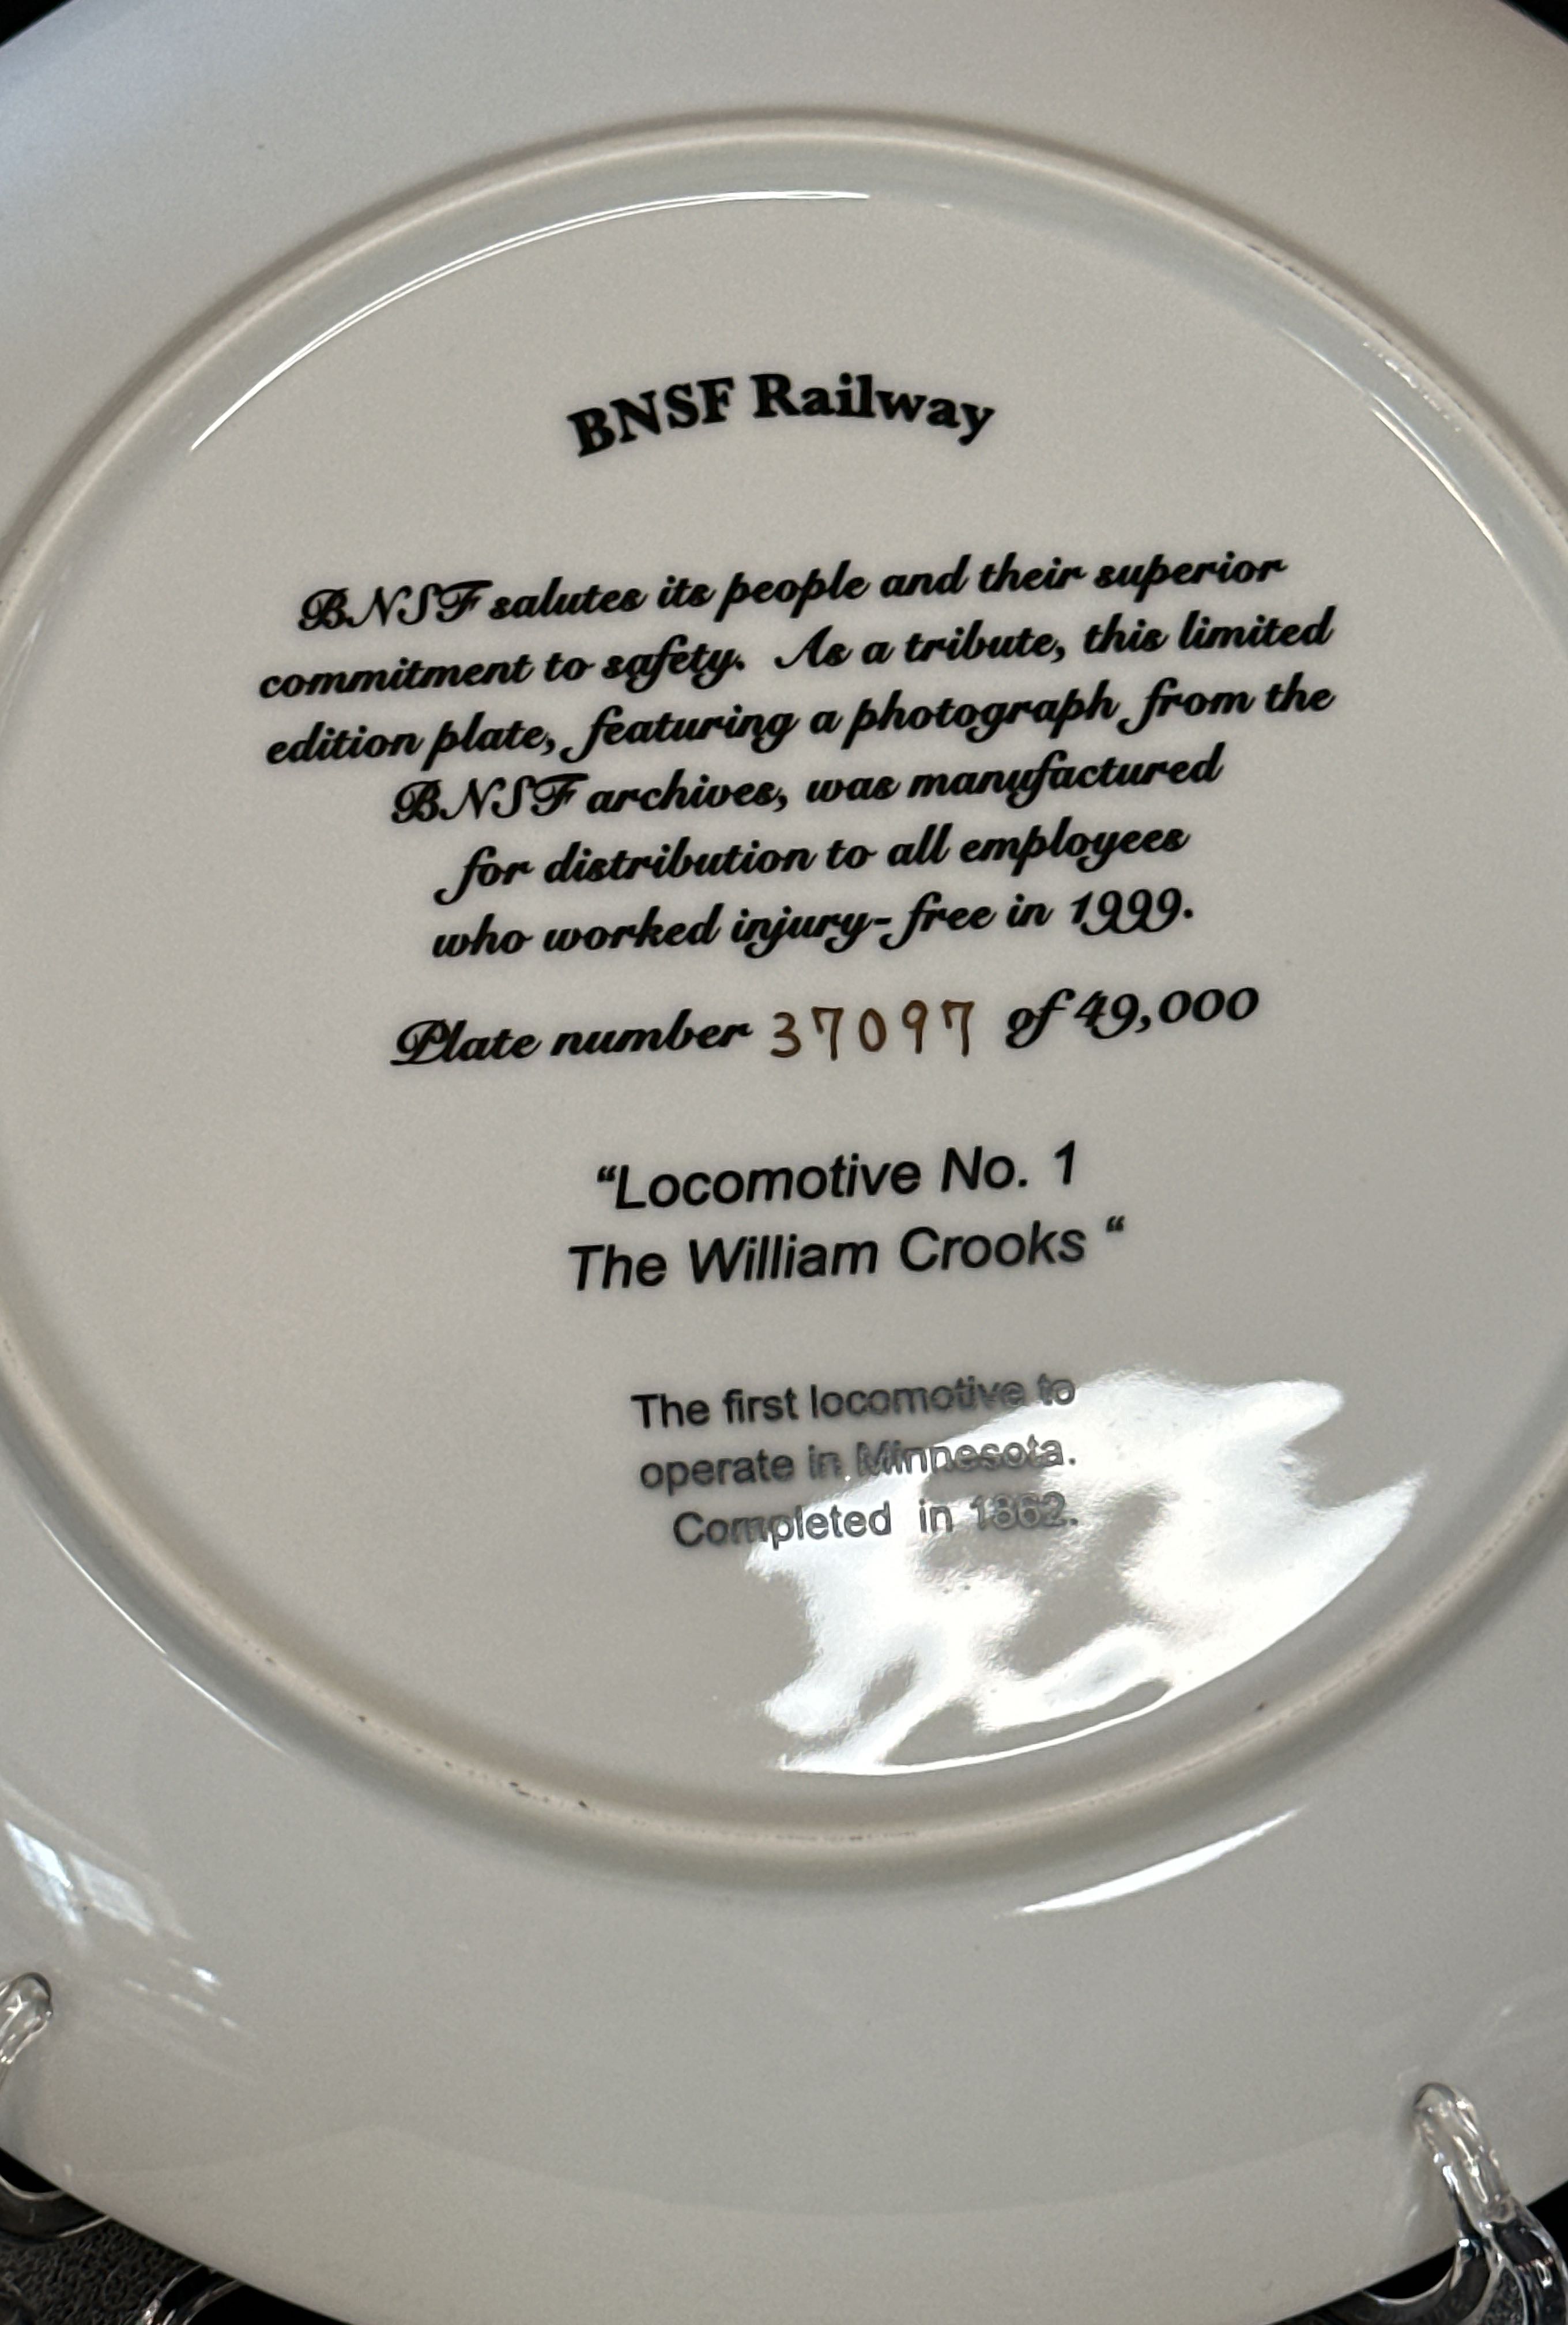 BNSF Railway
BNSF salutes its people and their superior
commitment to safety. As a tribute, this limited
edition plate, featuring a photograph from the
BNSF archives, was manufactured
for distribution to all employees
who worked injury-free in 1999.
Plate number 37097 of 49,000
“Locomotive No. 1
The William Crooks “
The first locomotive to
operate in Minnesota.
Completed in 1862.